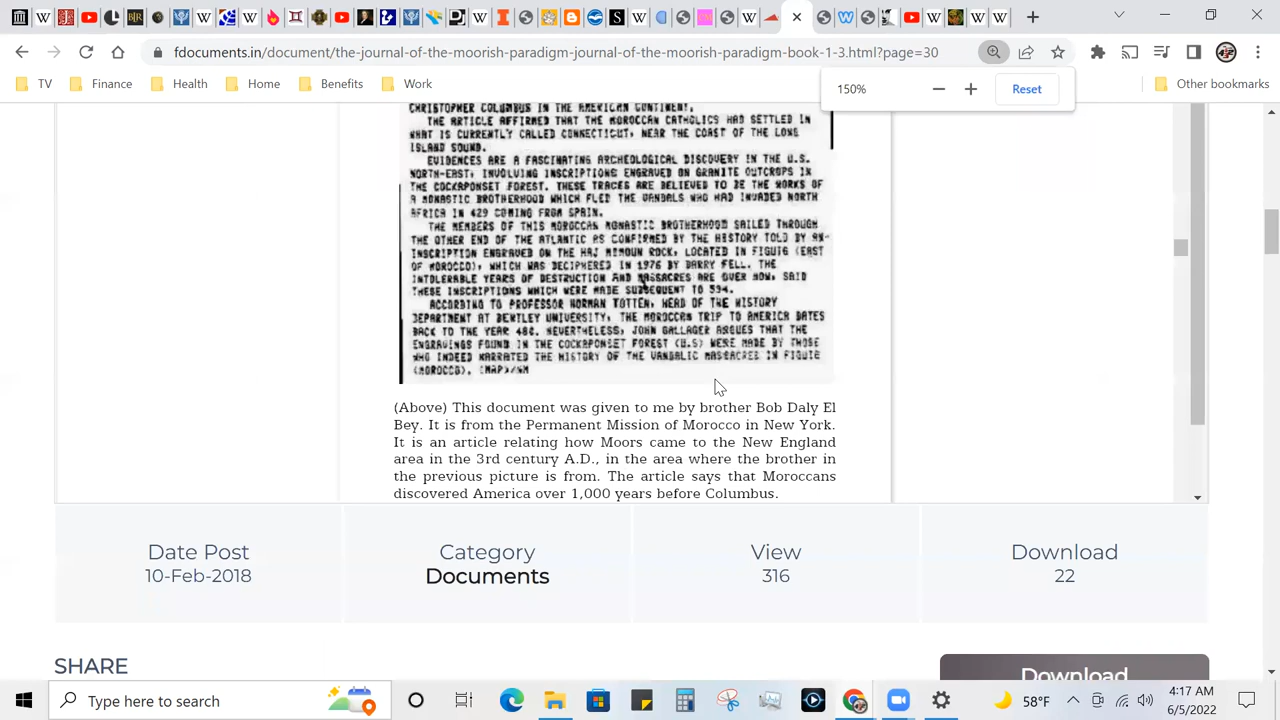 fdocuments.in/document/the-journal-of-the-moorish-paradigm-journal-of-the-moorish-paradigm-book-1-3.html?page=30
TV Finance Health Home Benefits Work Other bookmarks
150% Reset
CHRISTOPHER COLUMBUS IN THE AMERICAN CONTINENT.
THE ARTICLE AFFIRMED THAT THE MOROCCAN CATHOLICS HAD SETTLED IN
WHAT IS CURRENTLY CALLED CONNECTICUT, NEAR THE COAST OF THE LONG
ISLAND SOUND.
EVIDENCES ARE A FASCINATING ARCHEOLOGICAL DISCOVERY IN THE U.S.
NORTH-EAST, INVOLVING INSCRIPTIONS ENGRAVED ON GRANITE OUTCROPS IN
THE COCKAPONSET FOREST. THESE TRACES ARE BELIEVED TO BE THE WORKS OF
A MONASTIC BROTHERHOOD WHICH FLED THE VANDALS WHO HAD INVADED NORTH
AFRICA IN 429 COMING FROM SPAIN.
THE MEMBERS OF THIS MOROCCAN MONASTIC BROTHERHOOD SAILED THROUGH
THE OTHER END OF THE ATLANTIC AS CONFIRMED BY THE HISTORY TOLD BY AN
INSCRIPTION ENGRAVED ON THE HAJ MIMOUN ROCK, LOCATED IN FIGUIG (EAST
OF MOROCCO), WHICH WAS DECIPHERED IN 1976 BY BARRY FELL. THE
INTOLERABLE YEARS OF DESTRUCTION AND MASSACRES ARE OVER NOW, SAID
THESE INSCRIPTIONS WHICH WERE MADE SUBSEQUENT TO 534.
ACCORDING TO PROFESSOR NORMAN TOTTEN, HEAD OF THE HISTORY
DEPARTMENT AT BENTLEY UNIVERSITY, THE MOROCCAN TRIP TO AMERICA DATES
BACK TO THE YEAR 480. NEVERTHELESS, JOHN GALLAGER ARGUES THAT THE
ENGRAVINGS FOUND IN THE COCKAPONSET FOREST (U.S) WERE MADE BY THOSE
WHO INDEED NARRATED THE HISTORY OF THE VANDALIC MASSACRES IN FIGUIG
(MOROCCO). (MAP)
(Above) This document was given to me by brother Bob Daly El
Bey. It is from the Permanent Mission of Morocco in New York.
It is an article relating how Moors came to the New England
area in the 3rd century A.D., in the area where the brother in
the previous picture is from. The article says that Moroccans
discovered America over 1,000 years before Columbus.
Date Post Category View Download
10-Feb-2018 Documents 316 22
SHARE
Download
Type here to search
58°F
4:17 AM
6/5/2022